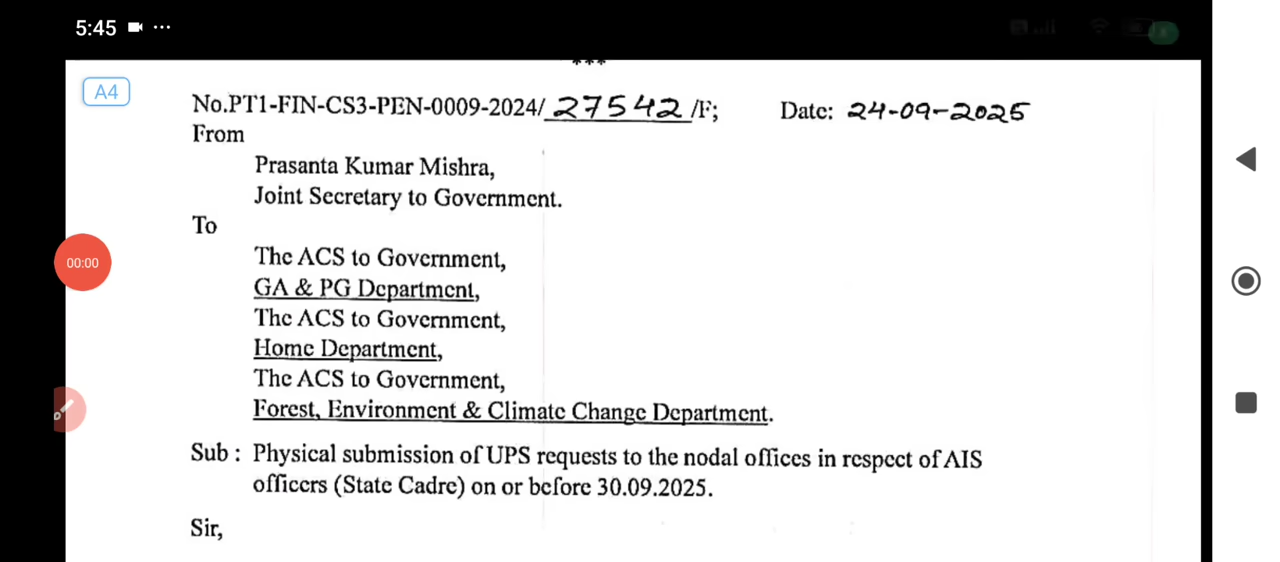 5:45
***
A4
No.PT1-FIN-CS3-PEN-0009-2024/ 27542 /F; Date: 24-09-2025
From
Prasanta Kumar Mishra,
Joint Secretary to Government.
To
00:00
The ACS to Government,
GA & PG Department,
The ACS to Government,
Home Department,
The ACS to Government,
Forest, Environment & Climate Change Department.
Sub : Physical submission of UPS requests to the nodal offices in respect of AIS
officers (State Cadre) on or before 30.09.2025.
Sir,